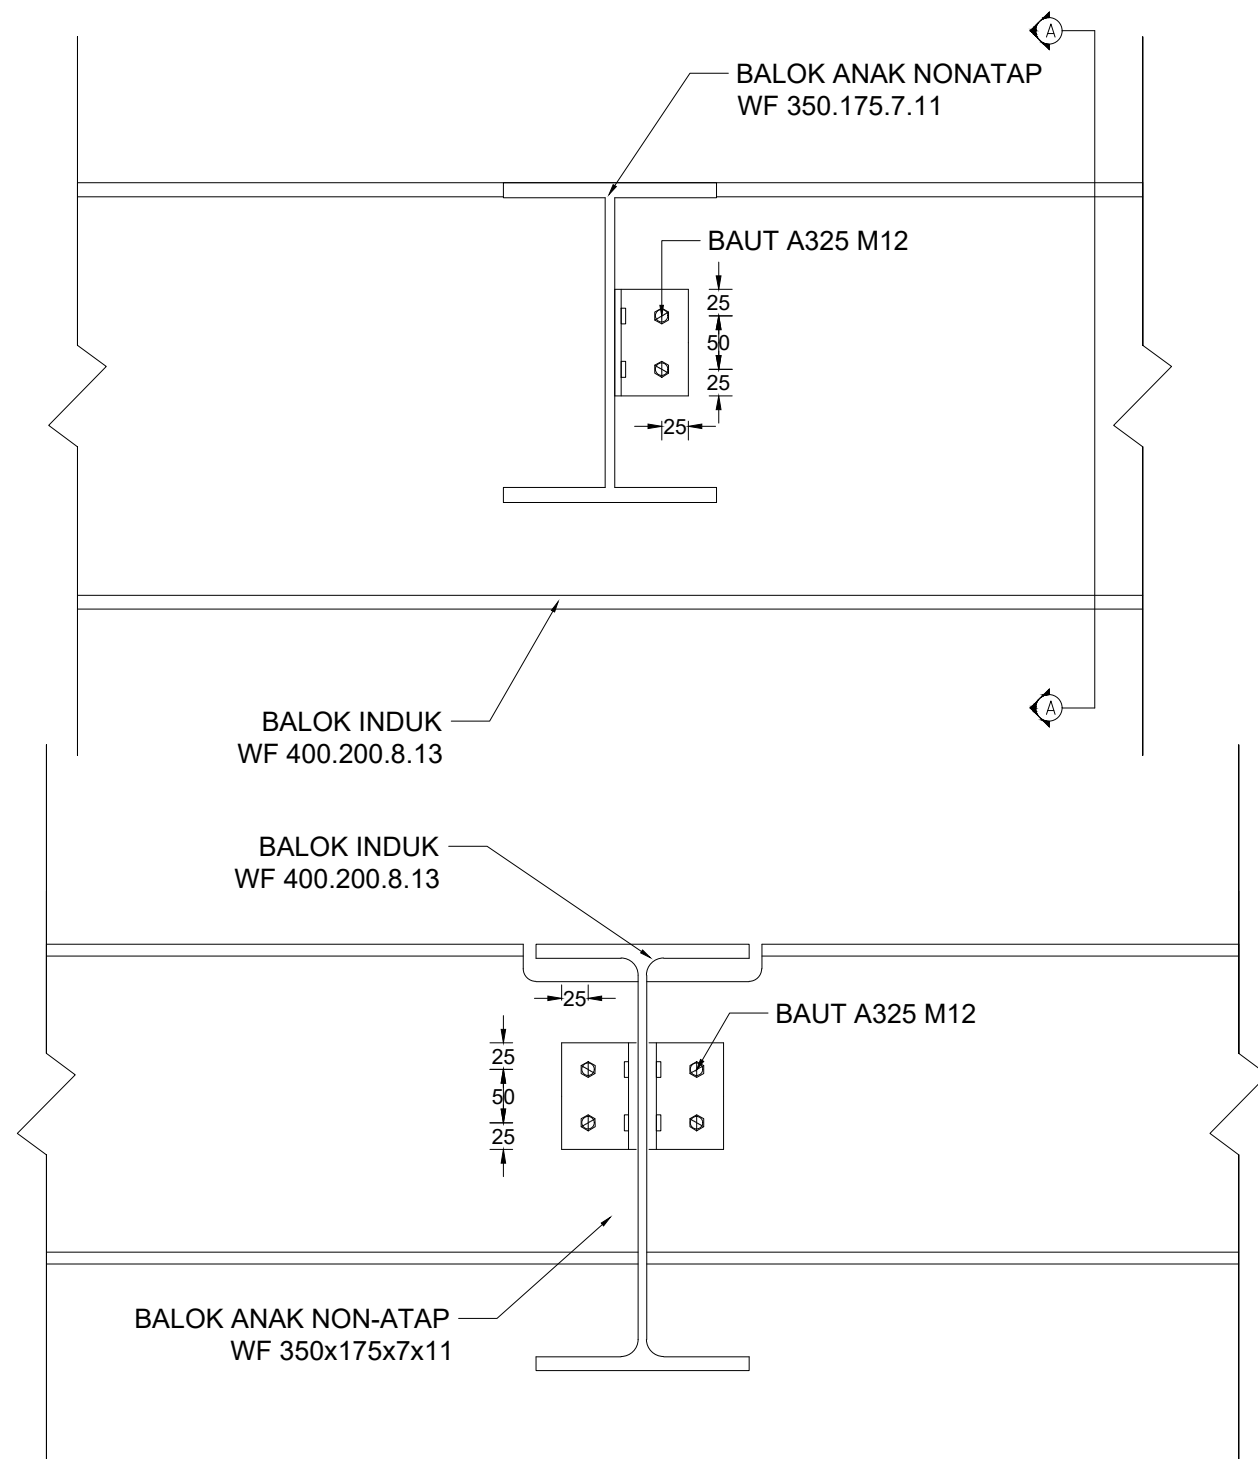 A
BALOK ANAK NONATAP
WF 350.175.7.11
BAUT A325 M12
25
50
25
25
BALOK INDUK
WF 400.200.8.13
A
BALOK INDUK
WF 400.200.8.13
25
BAUT A325 M12
25
50
25
BALOK ANAK NON-ATAP
WF 350x175x7x11